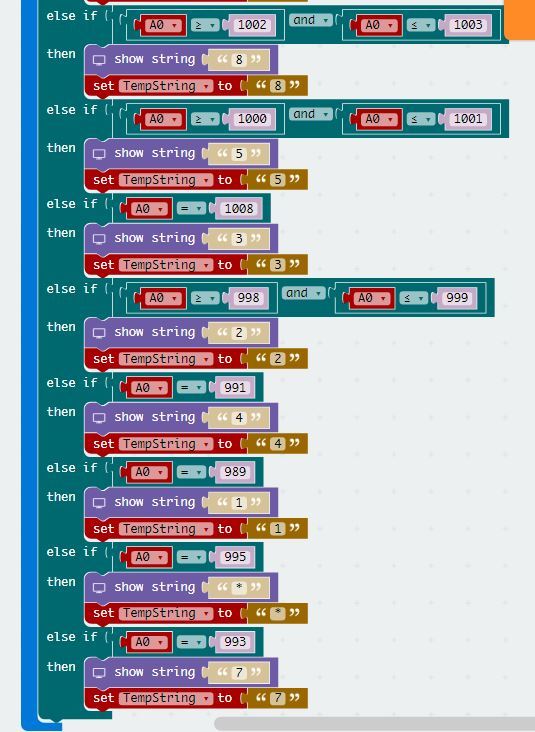 else if A0 ≥ 1002 and A0 ≤ 1003
then show string “ 8 ”
set TempString to “ 8 ”
else if A0 ≥ 1000 and A0 ≤ 1001
then show string “ 5 ”
set TempString to “ 5 ”
else if A0 = 1008
then show string “ 3 ”
set TempString to “ 3 ”
else if A0 ≥ 998 and A0 ≤ 999
then show string “ 2 ”
set TempString to “ 2 ”
else if A0 = 991
then show string “ 4 ”
set TempString to “ 4 ”
else if A0 = 989
then show string “ 1 ”
set TempString to “ 1 ”
else if A0 = 995
then show string “ * ”
set TempString to “ * ”
else if A0 = 993
then show string “ 7 ”
set TempString to “ 7 ”